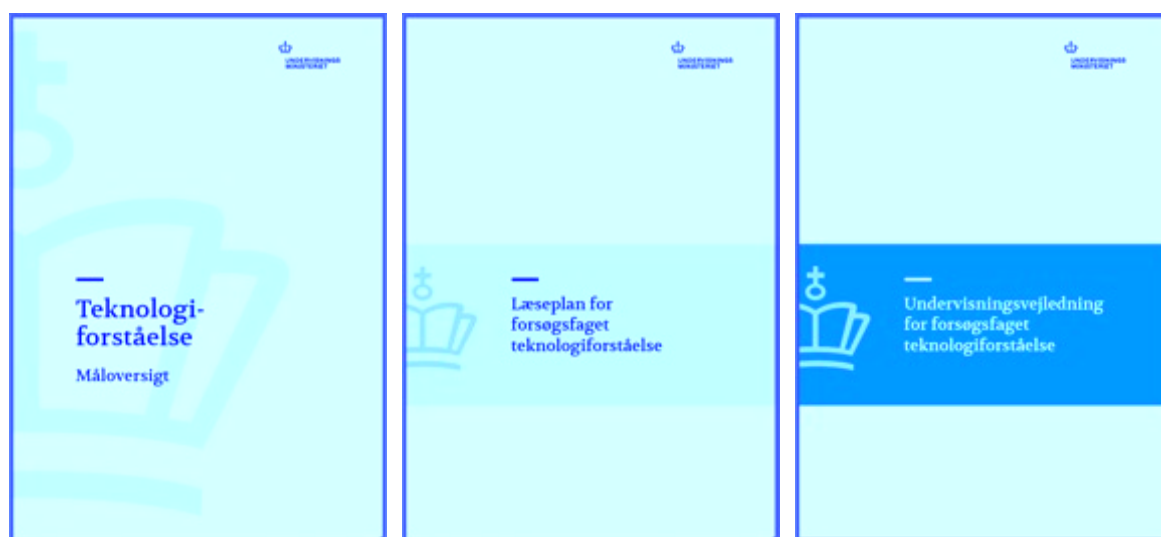 UNDERVISNINGS
MINISTERIET
Teknologi-
forståelse
Måloversigt
UNDERVISNINGS
MINISTERIET
Læseplan for
forsøgsfaget
teknologiforståelse
UNDERVISNINGS
MINISTERIET
Undervisningsvejledning
for forsøgsfaget
teknologiforståelse